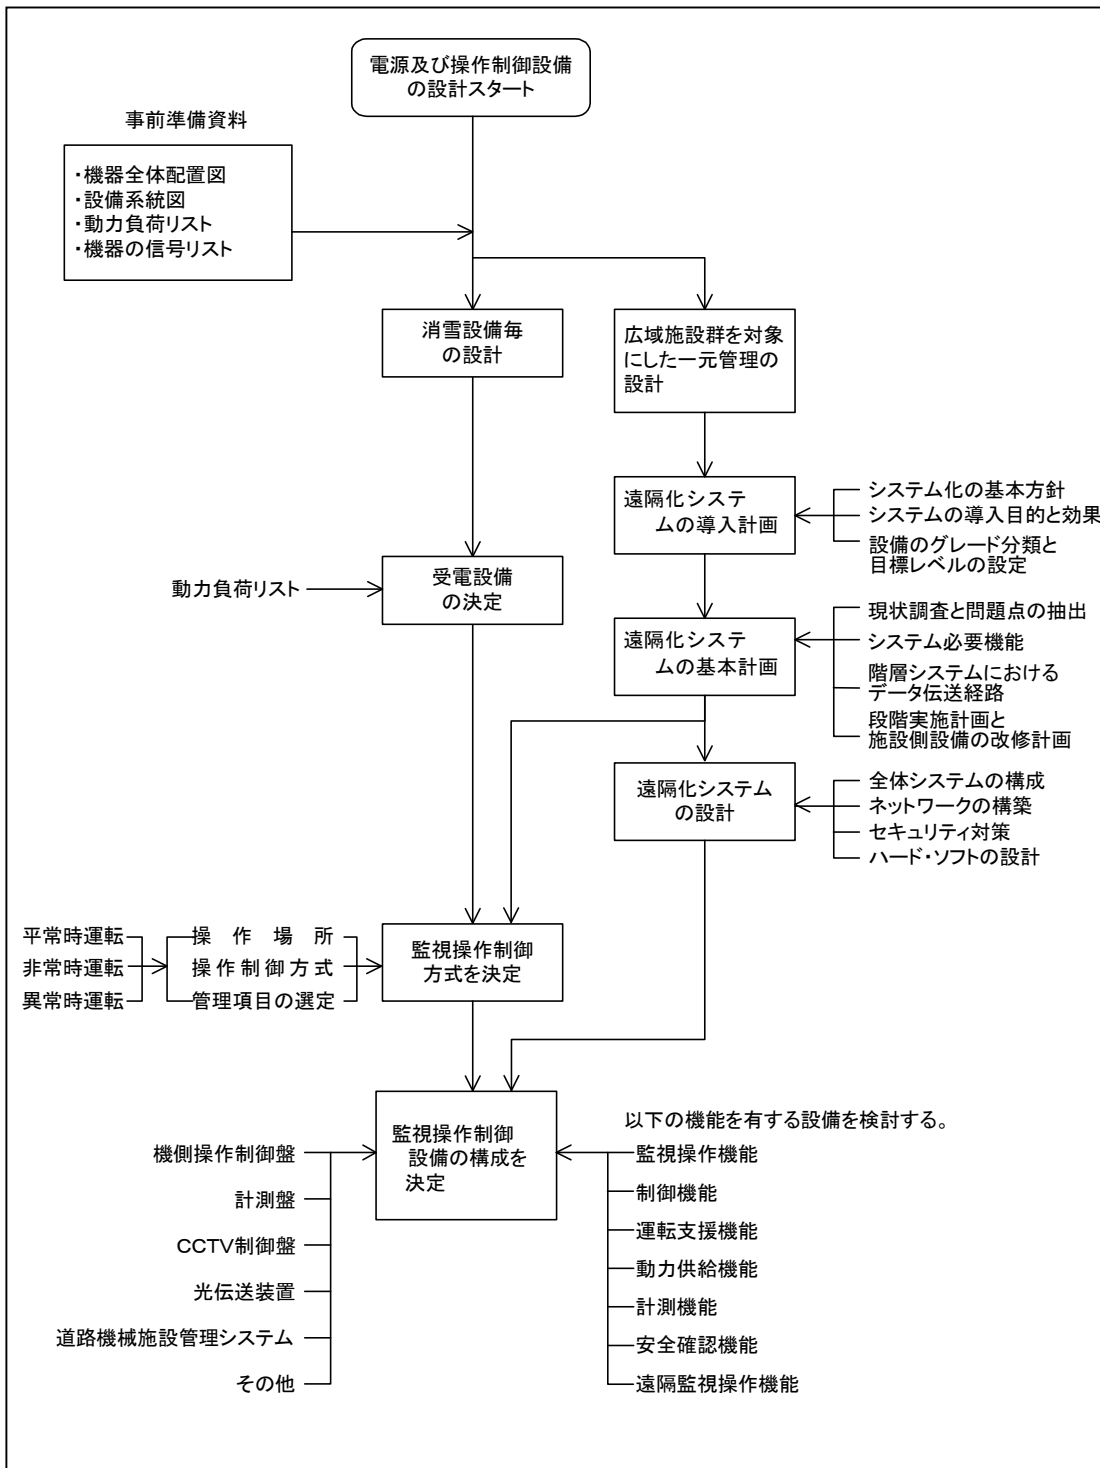 電源及び操作制御設備
の設計スタート
事前準備資料
・機器全体配置図
・設備系統図
・動力負荷リスト
・機器の信号リスト
消雪設備毎
の設計
広域施設群を対象
にした一元管理の
設計
遠隔化システ
ムの導入計画
システム化の基本方針
システムの導入目的と効果
設備のグレード分類と
目標レベルの設定
動力負荷リスト
受電設備
の決定
遠隔化システ
ムの基本計画
現状調査と問題点の抽出
システム必要機能
階層システムにおける
データ伝送経路
段階実施計画と
施設側設備の改修計画
遠隔化システム
の設計
全体システムの構成
ネットワークの構築
セキュリティ対策
ハード・ソフトの設計
平常時運転
非常時運転
異常時運転
操作場所
操作制御方式
管理項目の選定
監視操作制御
方式を決定
監視操作制御
設備の構成を
決定
機側操作制御盤
計測盤
CCTV制御盤
光伝送装置
道路機械施設管理システム
その他
以下の機能を有する設備を検討する。
監視操作機能
制御機能
運転支援機能
動力供給機能
計測機能
安全確認機能
遠隔監視操作機能